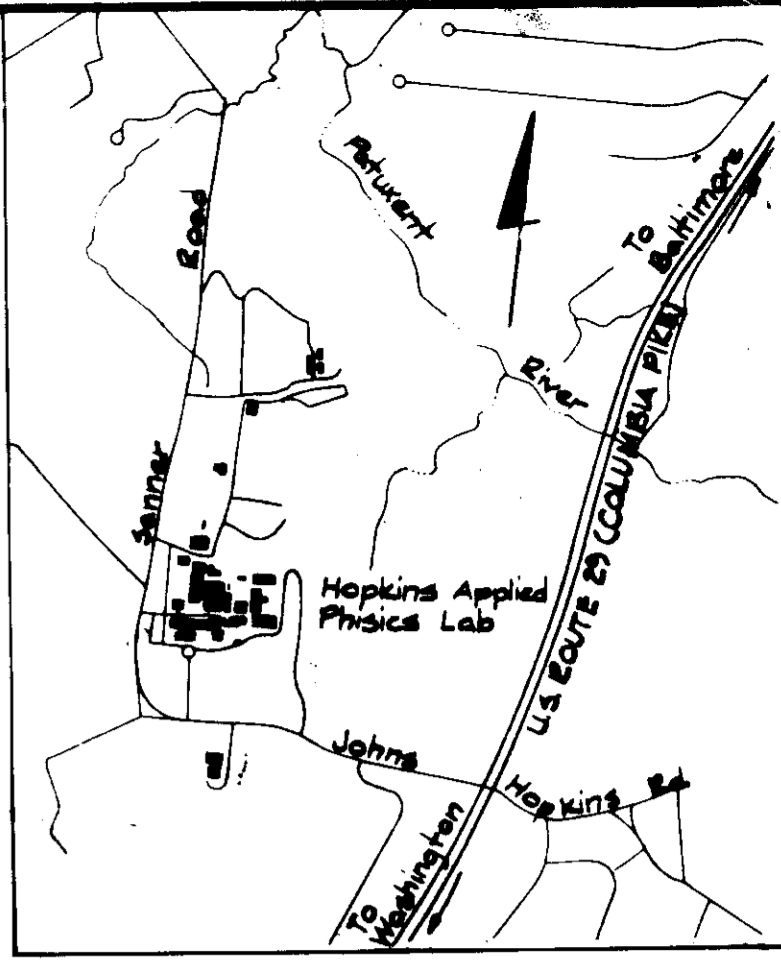 Patuxent
River
Road
Sanner
To
Baltimore
U.S. ROUTE 29 (COLUMBIA PIKE)
Hopkins Applied
Phisics Lab
Johns
Hopkins Rd
To
Washington